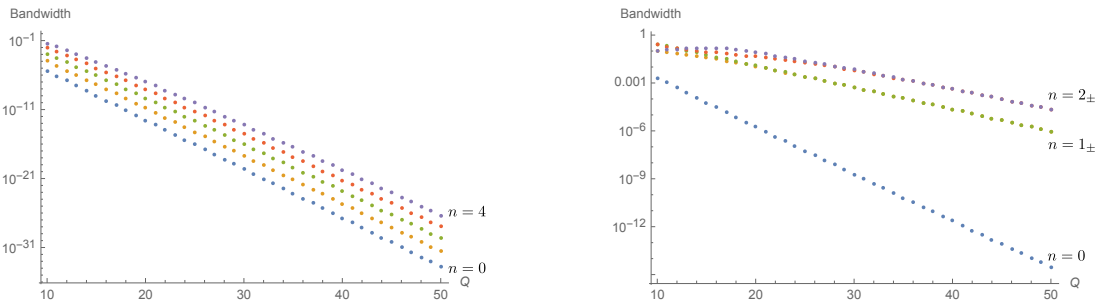 Bandwidth
10^-1
10^-11
10^-21
10^-31
n = 4
n = 0
10 20 30 40 50
Q
Bandwidth
1
0.001
10^-6
10^-9
10^-12
n = 2±
n = 1±
n = 0
10 20 30 40 50
Q